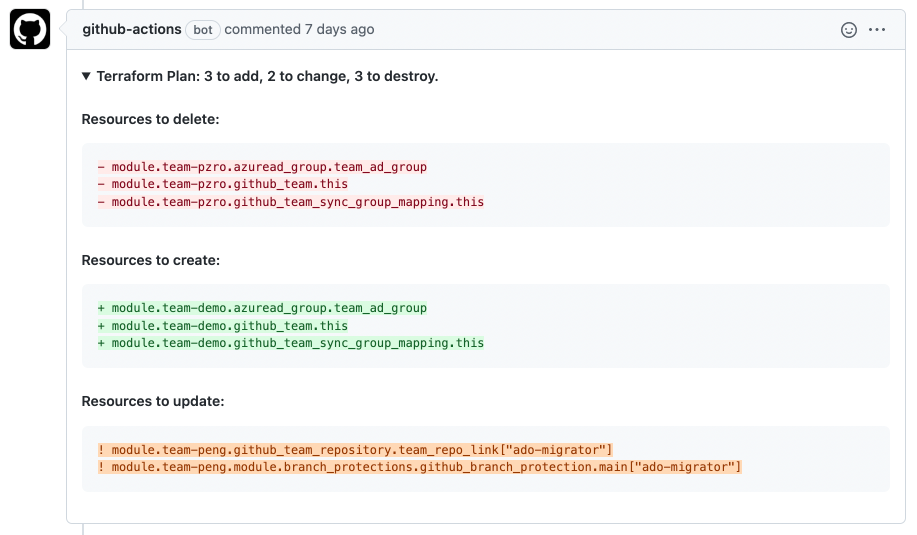 github-actions bot commented 7 days ago
▼ Terraform Plan: 3 to add, 2 to change, 3 to destroy.
Resources to delete:
- module.team-pzro.azuread_group.team_ad_group
- module.team-pzro.github_team.this
- module.team-pzro.github_team_sync_group_mapping.this
Resources to create:
+ module.team-demo.azuread_group.team_ad_group
+ module.team-demo.github_team.this
+ module.team-demo.github_team_sync_group_mapping.this
Resources to update:
! module.team-peng.github_team_repository.team_repo_link["ado-migrator"]
! module.team-peng.module.branch_protections.github_branch_protection.main["ado-migrator"]